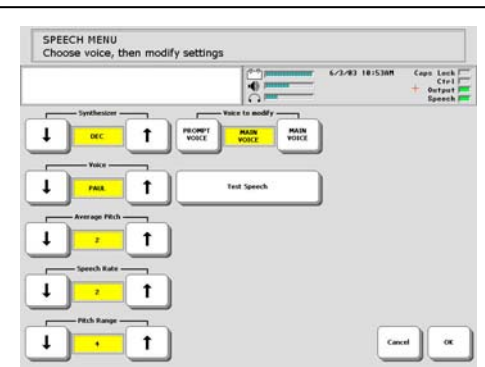 SPEECH MENU
Choose voice, then modify settings
6/3/03 10:53AM
Caps Lock
Ctrl
Output
Speech
Synthesizer
DEC
Voice to modify
PROMPT VOICE
MAIN VOICE
MAIN VOICE
Voice
PAUL
Test Speech
Average Pitch
2
Speech Rate
2
Pitch Range
4
Cancel
OK